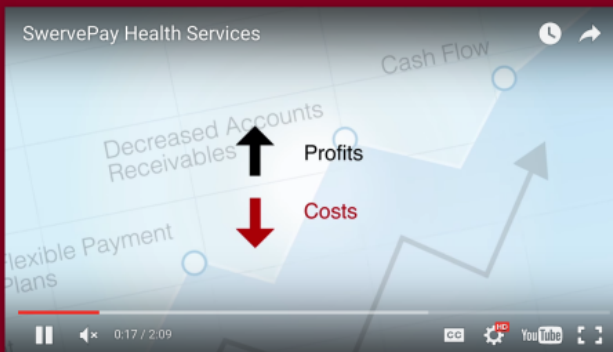 SwervePay Health Services
Cash Flow
Decreased Accounts
Receivables
Profits
Costs
Flexible Payment
Plans
0:17 / 2:09
CC
HD
YouTube